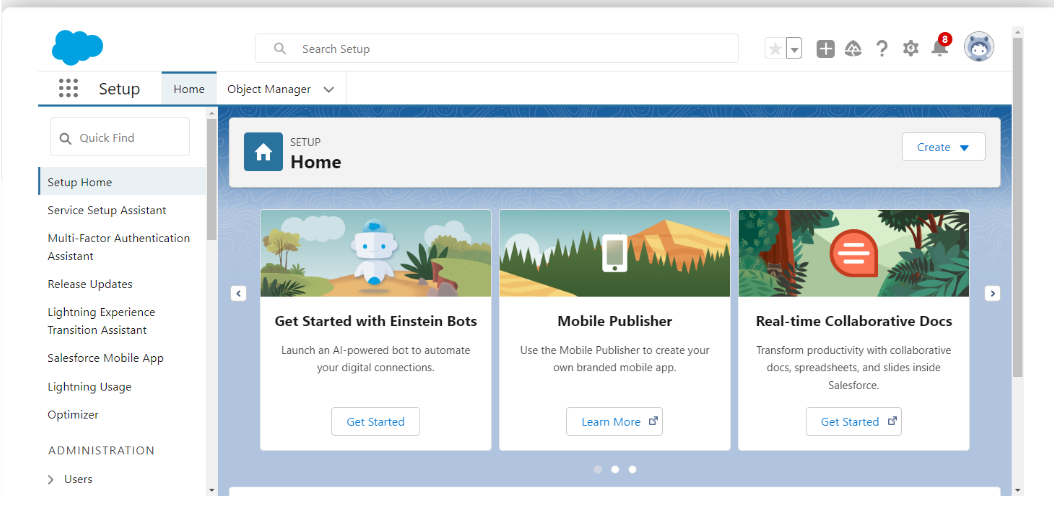 Search Setup
8
Setup
Home
Object Manager
Quick Find
Setup Home
Service Setup Assistant
Multi-Factor Authentication
Assistant
Release Updates
Lightning Experience
Transition Assistant
Salesforce Mobile App
Lightning Usage
Optimizer
ADMINISTRATION
Users
SETUP
Home
Create
Get Started with Einstein Bots
Launch an AI-powered bot to automate
your digital connections.
Get Started
Mobile Publisher
Use the Mobile Publisher to create your
own branded mobile app.
Learn More
Real-time Collaborative Docs
Transform productivity with collaborative
docs, spreadsheets, and slides inside
Salesforce.
Get Started